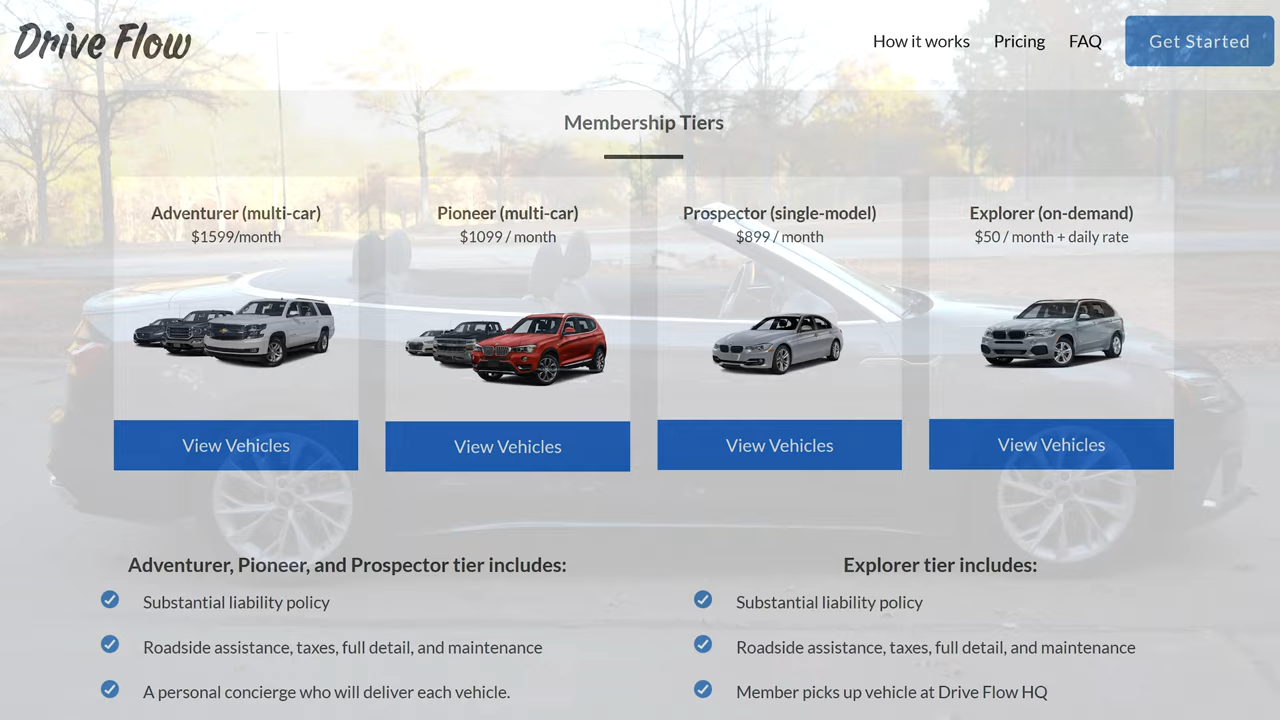 Drive Flow
How it works
Pricing
FAQ
Get Started
Membership Tiers
Adventurer (multi-car)
$1599/month
View Vehicles
Pioneer (multi-car)
$1099 / month
View Vehicles
Prospector (single-model)
$899 / month
View Vehicles
Explorer (on-demand)
$50 / month + daily rate
View Vehicles
Adventurer, Pioneer, and Prospector tier includes:
Substantial liability policy
Roadside assistance, taxes, full detail, and maintenance
A personal concierge who will deliver each vehicle.
Explorer tier includes:
Substantial liability policy
Roadside assistance, taxes, full detail, and maintenance
Member picks up vehicle at Drive Flow HQ